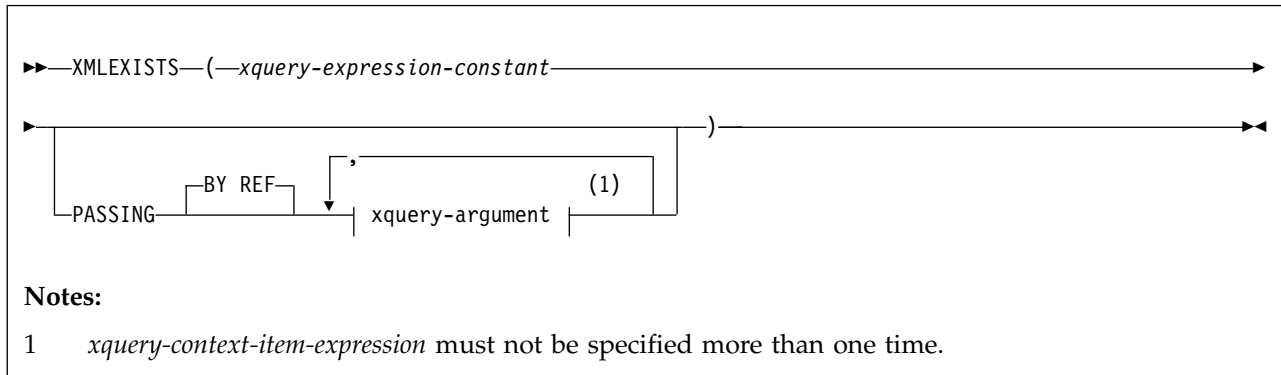 XMLEXISTS ( xquery-expression-constant
)
,
BY REF (1)
PASSING xquery-argument
Notes:
1 xquery-context-item-expression must not be specified more than one time.